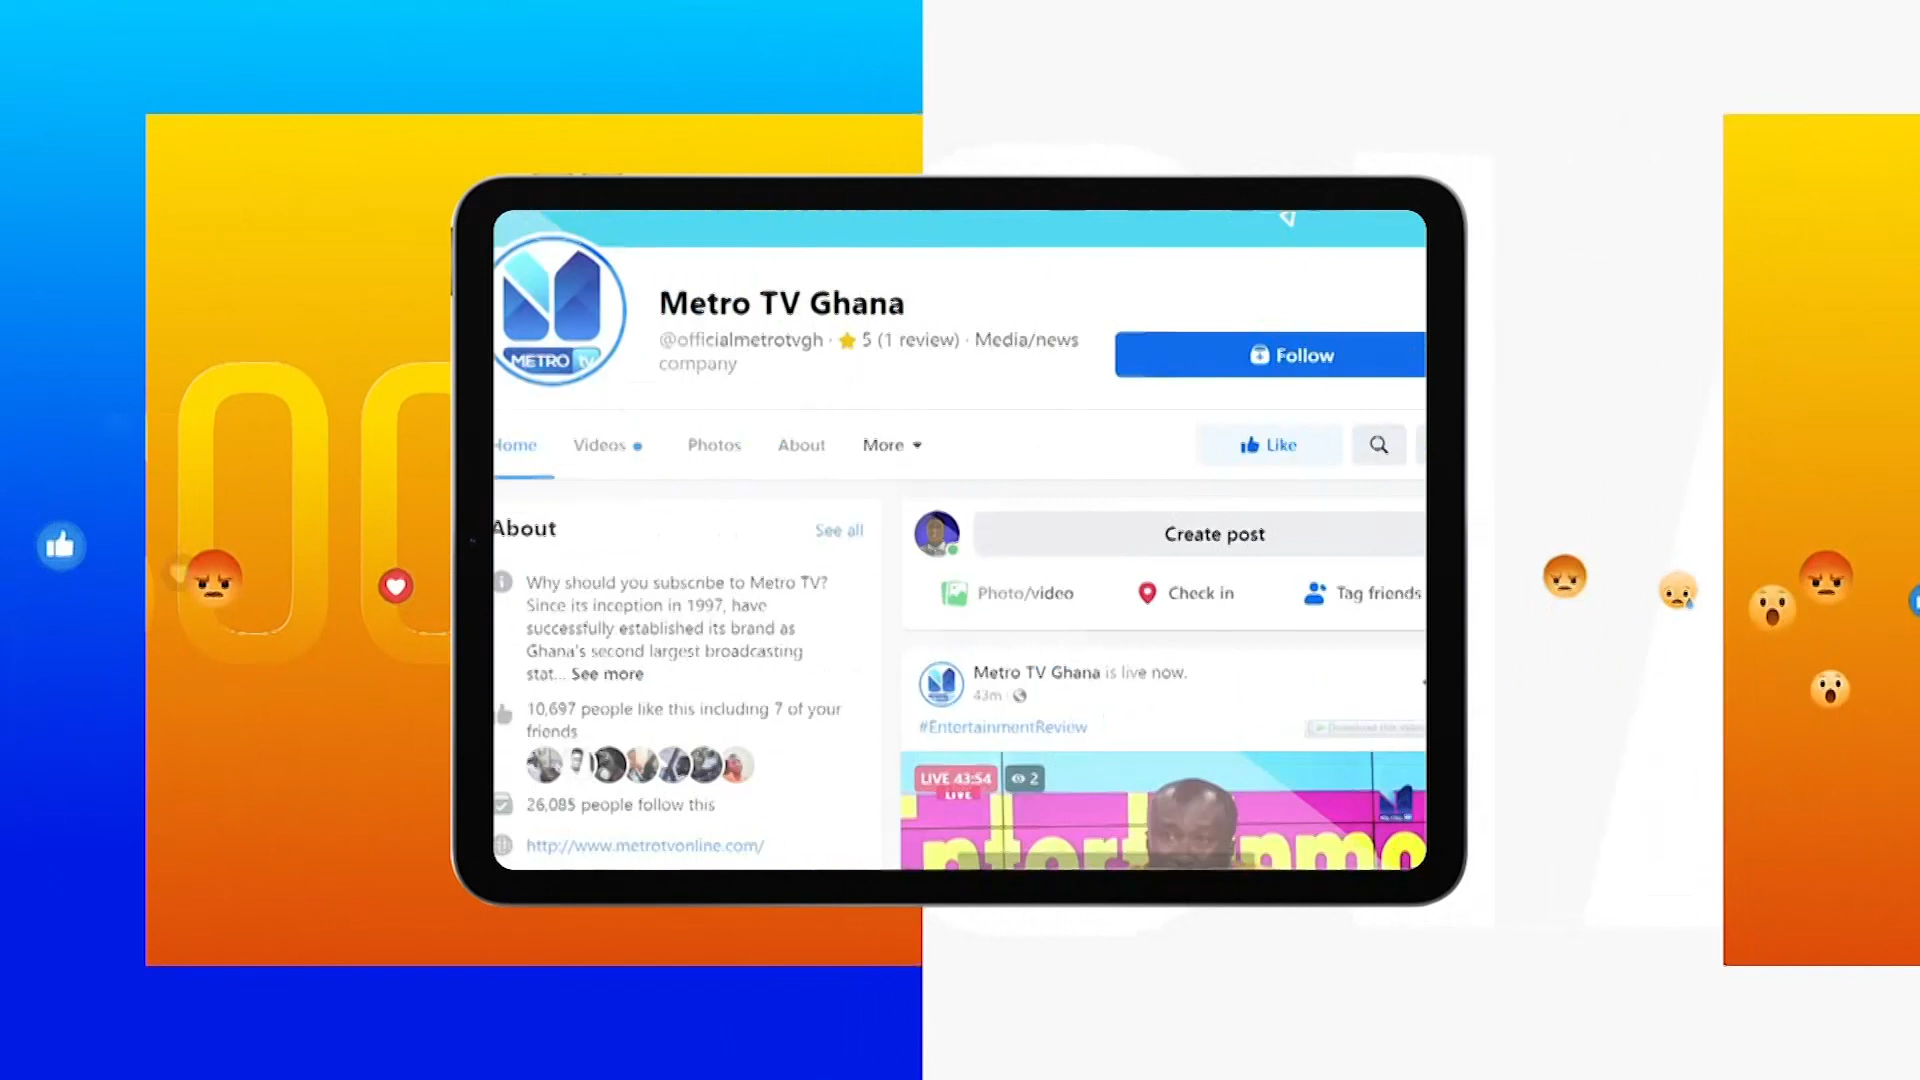 METRO tv
Metro TV Ghana
@officialmetrotvgh · 5 (1 review) · Media/news
company
Follow
Home
Videos
Photos
About
More
Like
About
See all
Create post
Why should you subscribe to Metro TV?
Since its inception in 1997, have
successfully established its brand as
Ghana's second largest broadcasting
stat... See more
Photo/video
Check in
Tag friends
Metro TV Ghana is live now.
43m
#EntertainmentReview
Download this video
10,697 people like this including 7 of your
friends
LIVE 43:54
2
LIVE
26,085 people follow this
http://www.metrotvonline.com/